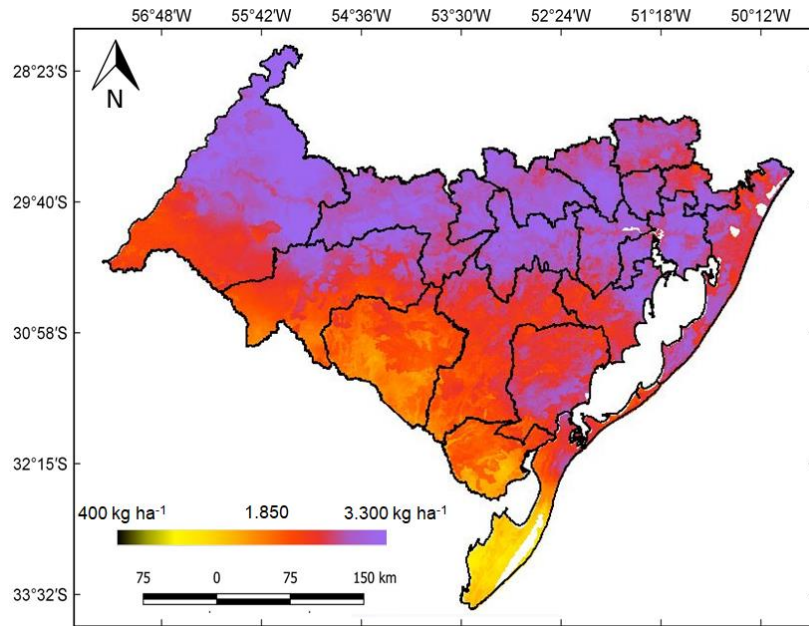 56°48'W 55°42'W 54°36'W 53°30'W 52°24'W 51°18'W 50°12'W
28°23'S
N
29°40'S
30°58'S
32°15'S
400 kg ha⁻¹ 1.850 3.300 kg ha⁻¹
33°32'S
75 0 75 150 km